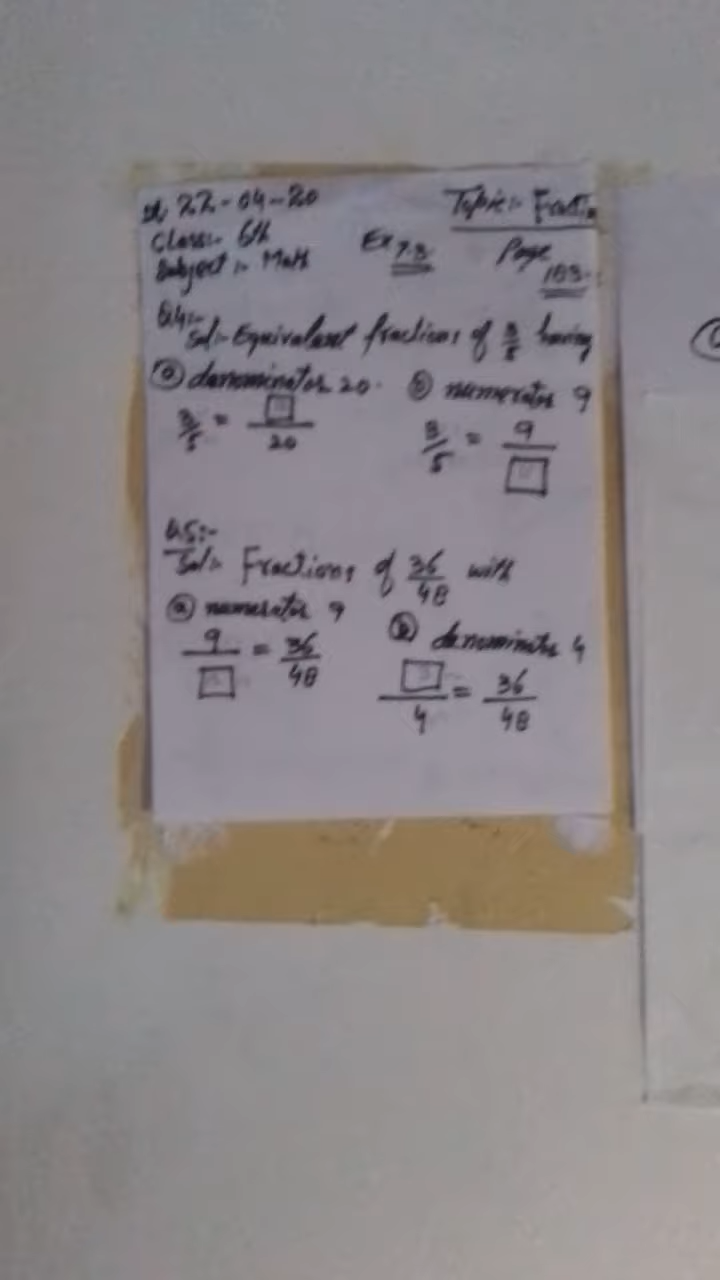 22-04-20 Topic:- Fraction
Class:- 6th
Subject:- Math Ex 7.3 Page 153.
Q4:-
Sol:- Equivalent fractions of 3/5 having
(a) denominator 20. (b) numerator 9
3/5 = □/20 3/5 = 9/□
Q5:-
Sol:- Fractions of 36/48 with
(a) numerator 9 (b) denominator 4
9/□ = 36/48 □/4 = 36/48